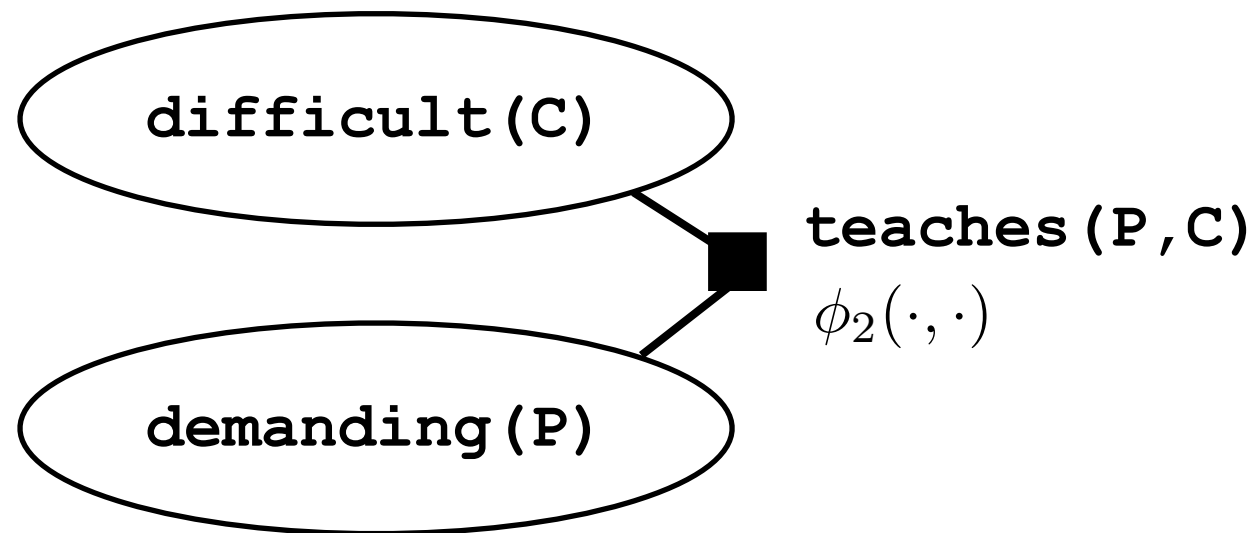 difficult(C)
teaches(P,C)
ϕ₂(·,·)
demanding(P)